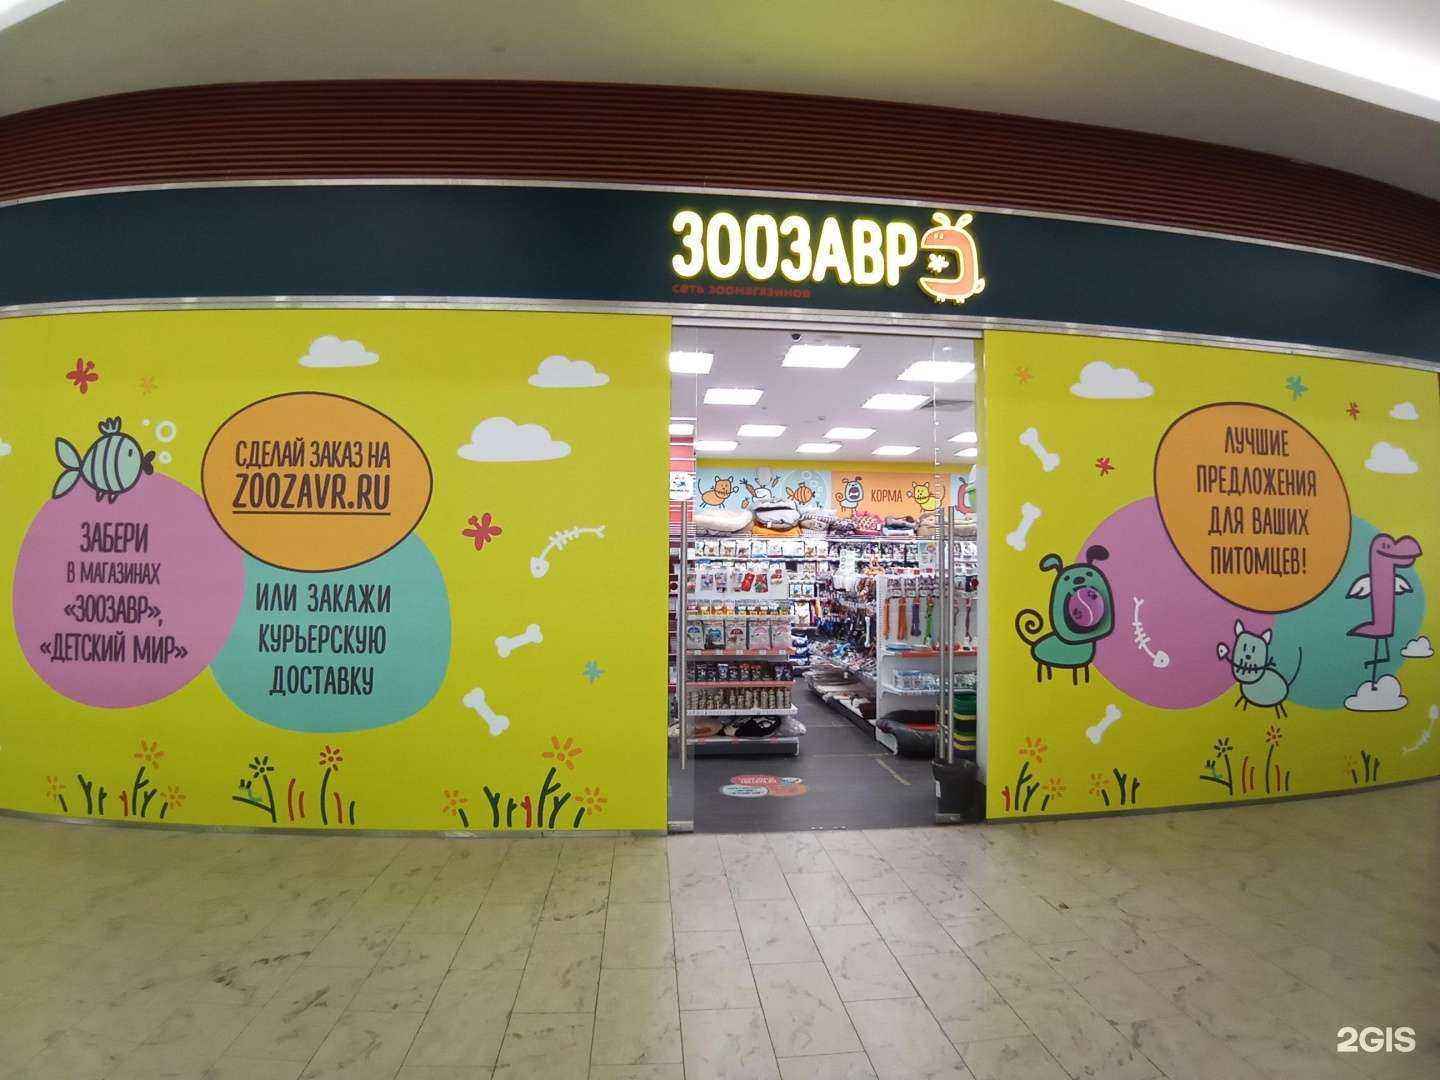 ЗООЗАВР
сеть зоомагазинов
СДЕЛАЙ ЗАКАЗ НА
ZOOZAVR.RU
ЗАБЕРИ
В МАГАЗИНАХ
«ЗООЗАВР»,
«ДЕТСКИЙ МИР»
ИЛИ ЗАКАЖИ
КУРЬЕРСКУЮ
ДОСТАВКУ
КОРМА
ЛУЧШИЕ
ПРЕДЛОЖЕНИЯ
ДЛЯ ВАШИХ
ПИТОМЦЕВ!
2GIS